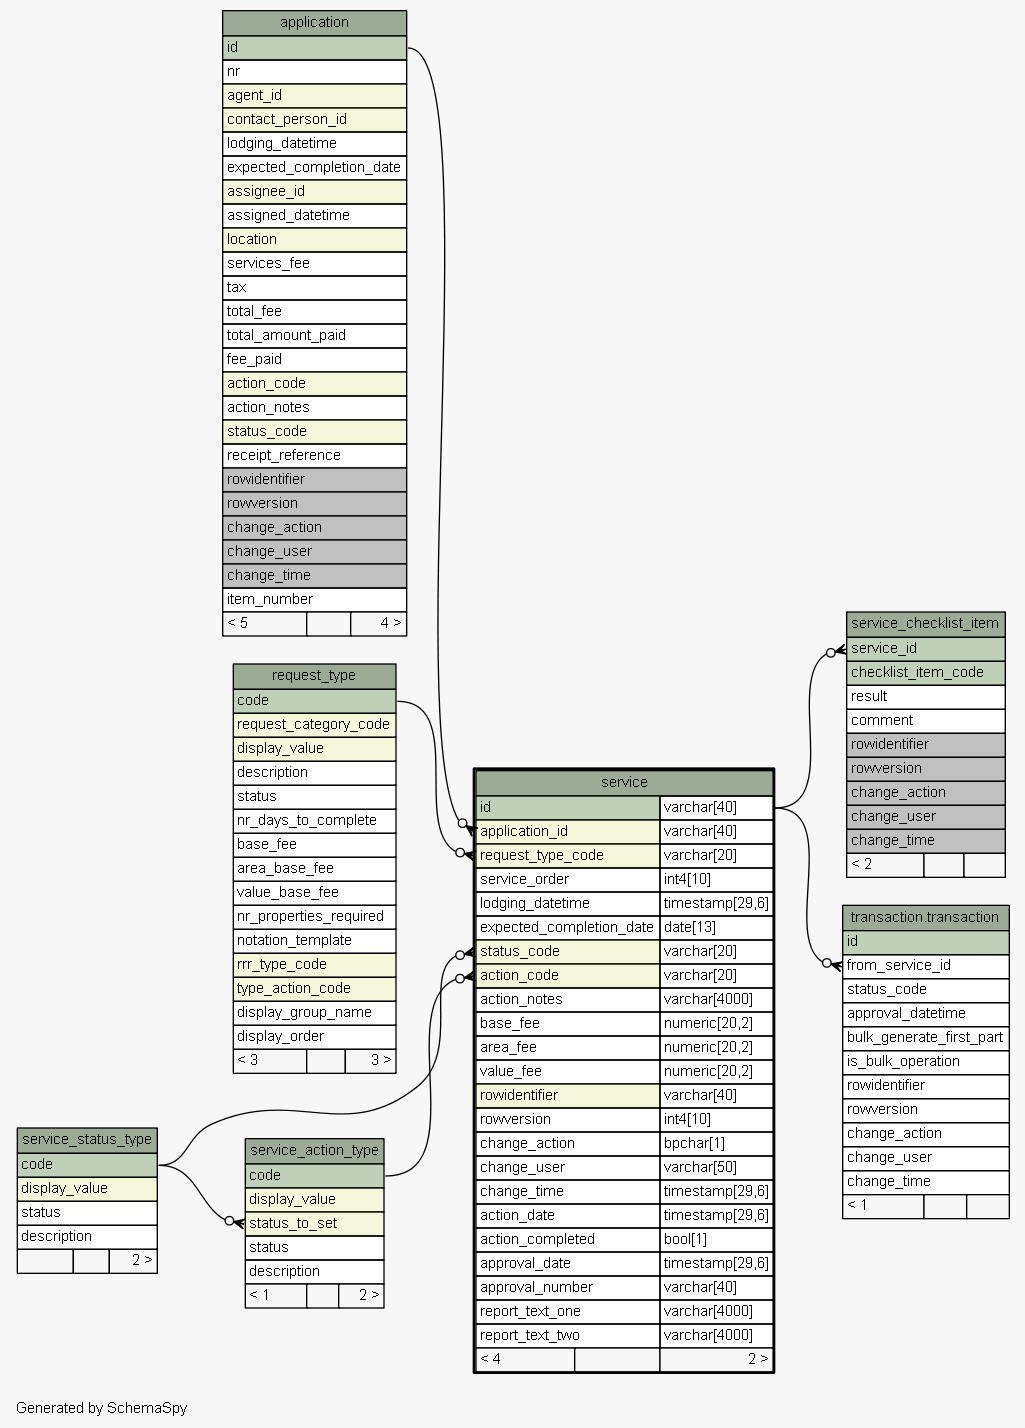 application
id
nr
agent_id
contact_person_id
lodging_datetime
expected_completion_date
assignee_id
assigned_datetime
location
services_fee
tax
total_fee
total_amount_paid
fee_paid
action_code
action_notes
status_code
receipt_reference
rowidentifier
rowversion
change_action
change_user
change_time
item_number
< 5 4 >
request_type
code
request_category_code
display_value
description
status
nr_days_to_complete
base_fee
area_base_fee
value_base_fee
nr_properties_required
notation_template
rrr_type_code
type_action_code
display_group_name
display_order
< 3 3 >
service_status_type
code
display_value
status
description
2 >
service_action_type
code
display_value
status_to_set
status
description
< 1 2 >
service
id varchar[40]
application_id varchar[40]
request_type_code varchar[20]
service_order int4[10]
lodging_datetime timestamp[29,6]
expected_completion_date date[13]
status_code varchar[20]
action_code varchar[20]
action_notes varchar[4000]
base_fee numeric[20,2]
area_fee numeric[20,2]
value_fee numeric[20,2]
rowidentifier varchar[40]
rowversion int4[10]
change_action bpchar[1]
change_user varchar[50]
change_time timestamp[29,6]
action_date timestamp[29,6]
action_completed bool[1]
approval_date timestamp[29,6]
approval_number varchar[40]
report_text_one varchar[4000]
report_text_two varchar[4000]
< 4 2 >
service_checklist_item
service_id
checklist_item_code
result
comment
rowidentifier
rowversion
change_action
change_user
change_time
< 2
transaction.transaction
id
from_service_id
status_code
approval_datetime
bulk_generate_first_part
is_bulk_operation
rowidentifier
rowversion
change_action
change_user
change_time
< 1
Generated by SchemaSpy